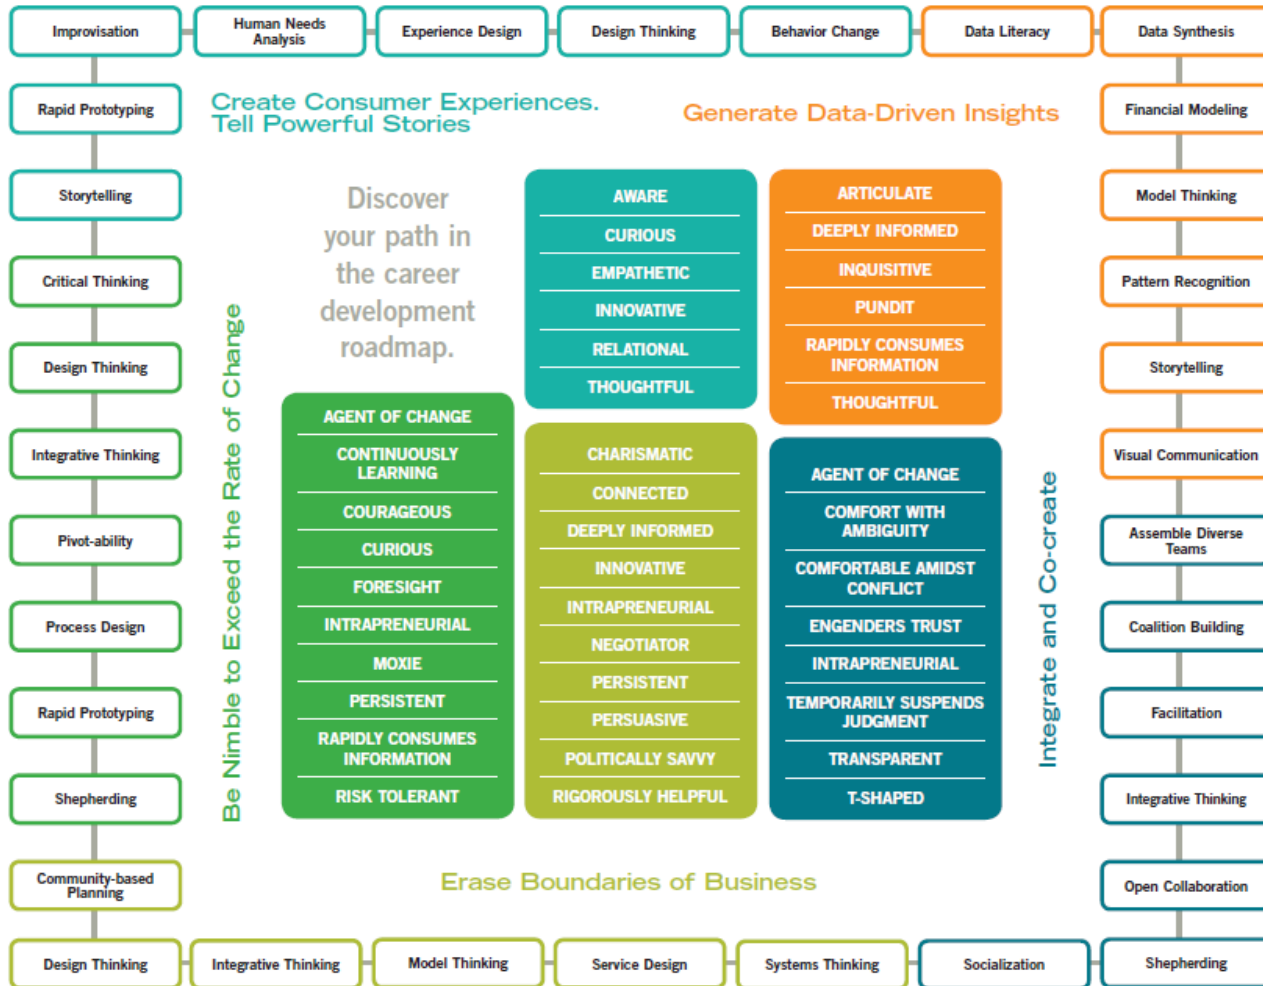 Improvisation
Human Needs
Analysis
Experience Design
Design Thinking
Behavior Change
Data Literacy
Data Synthesis
Rapid Prototyping
Storytelling
Critical Thinking
Design Thinking
Integrative Thinking
Pivot-ability
Process Design
Rapid Prototyping
Shepherding
Community-based
Planning
Create Consumer Experiences.
Tell Powerful Stories
Generate Data-Driven Insights
Discover
your path in
the career
development
roadmap.
Be Nimble to Exceed the Rate of Change
AWARE
CURIOUS
EMPATHETIC
INNOVATIVE
RELATIONAL
THOUGHTFUL
ARTICULATE
DEEPLY INFORMED
INQUISITIVE
PUNDIT
RAPIDLY CONSUMES
INFORMATION
THOUGHTFUL
AGENT OF CHANGE
CONTINUOUSLY
LEARNING
COURAGEOUS
CURIOUS
FORESIGHT
INTRAPRENEURIAL
MOXIE
PERSISTENT
RAPIDLY CONSUMES
INFORMATION
RISK TOLERANT
CHARISMATIC
CONNECTED
DEEPLY INFORMED
INNOVATIVE
INTRAPRENEURIAL
NEGOTIATOR
PERSISTENT
PERSUASIVE
POLITICALLY SAVVY
RIGOROUSLY HELPFUL
AGENT OF CHANGE
COMFORT WITH
AMBIGUITY
COMFORTABLE AMIDST
CONFLICT
ENGENDERS TRUST
INTRAPRENEURIAL
TEMPORARILY SUSPENDS
JUDGMENT
TRANSPARENT
T-SHAPED
Integrate and Co-create
Erase Boundaries of Business
Financial Modeling
Model Thinking
Pattern Recognition
Storytelling
Visual Communication
Assemble Diverse
Teams
Coalition Building
Facilitation
Integrative Thinking
Open Collaboration
Design Thinking
Integrative Thinking
Model Thinking
Service Design
Systems Thinking
Socialization
Shepherding